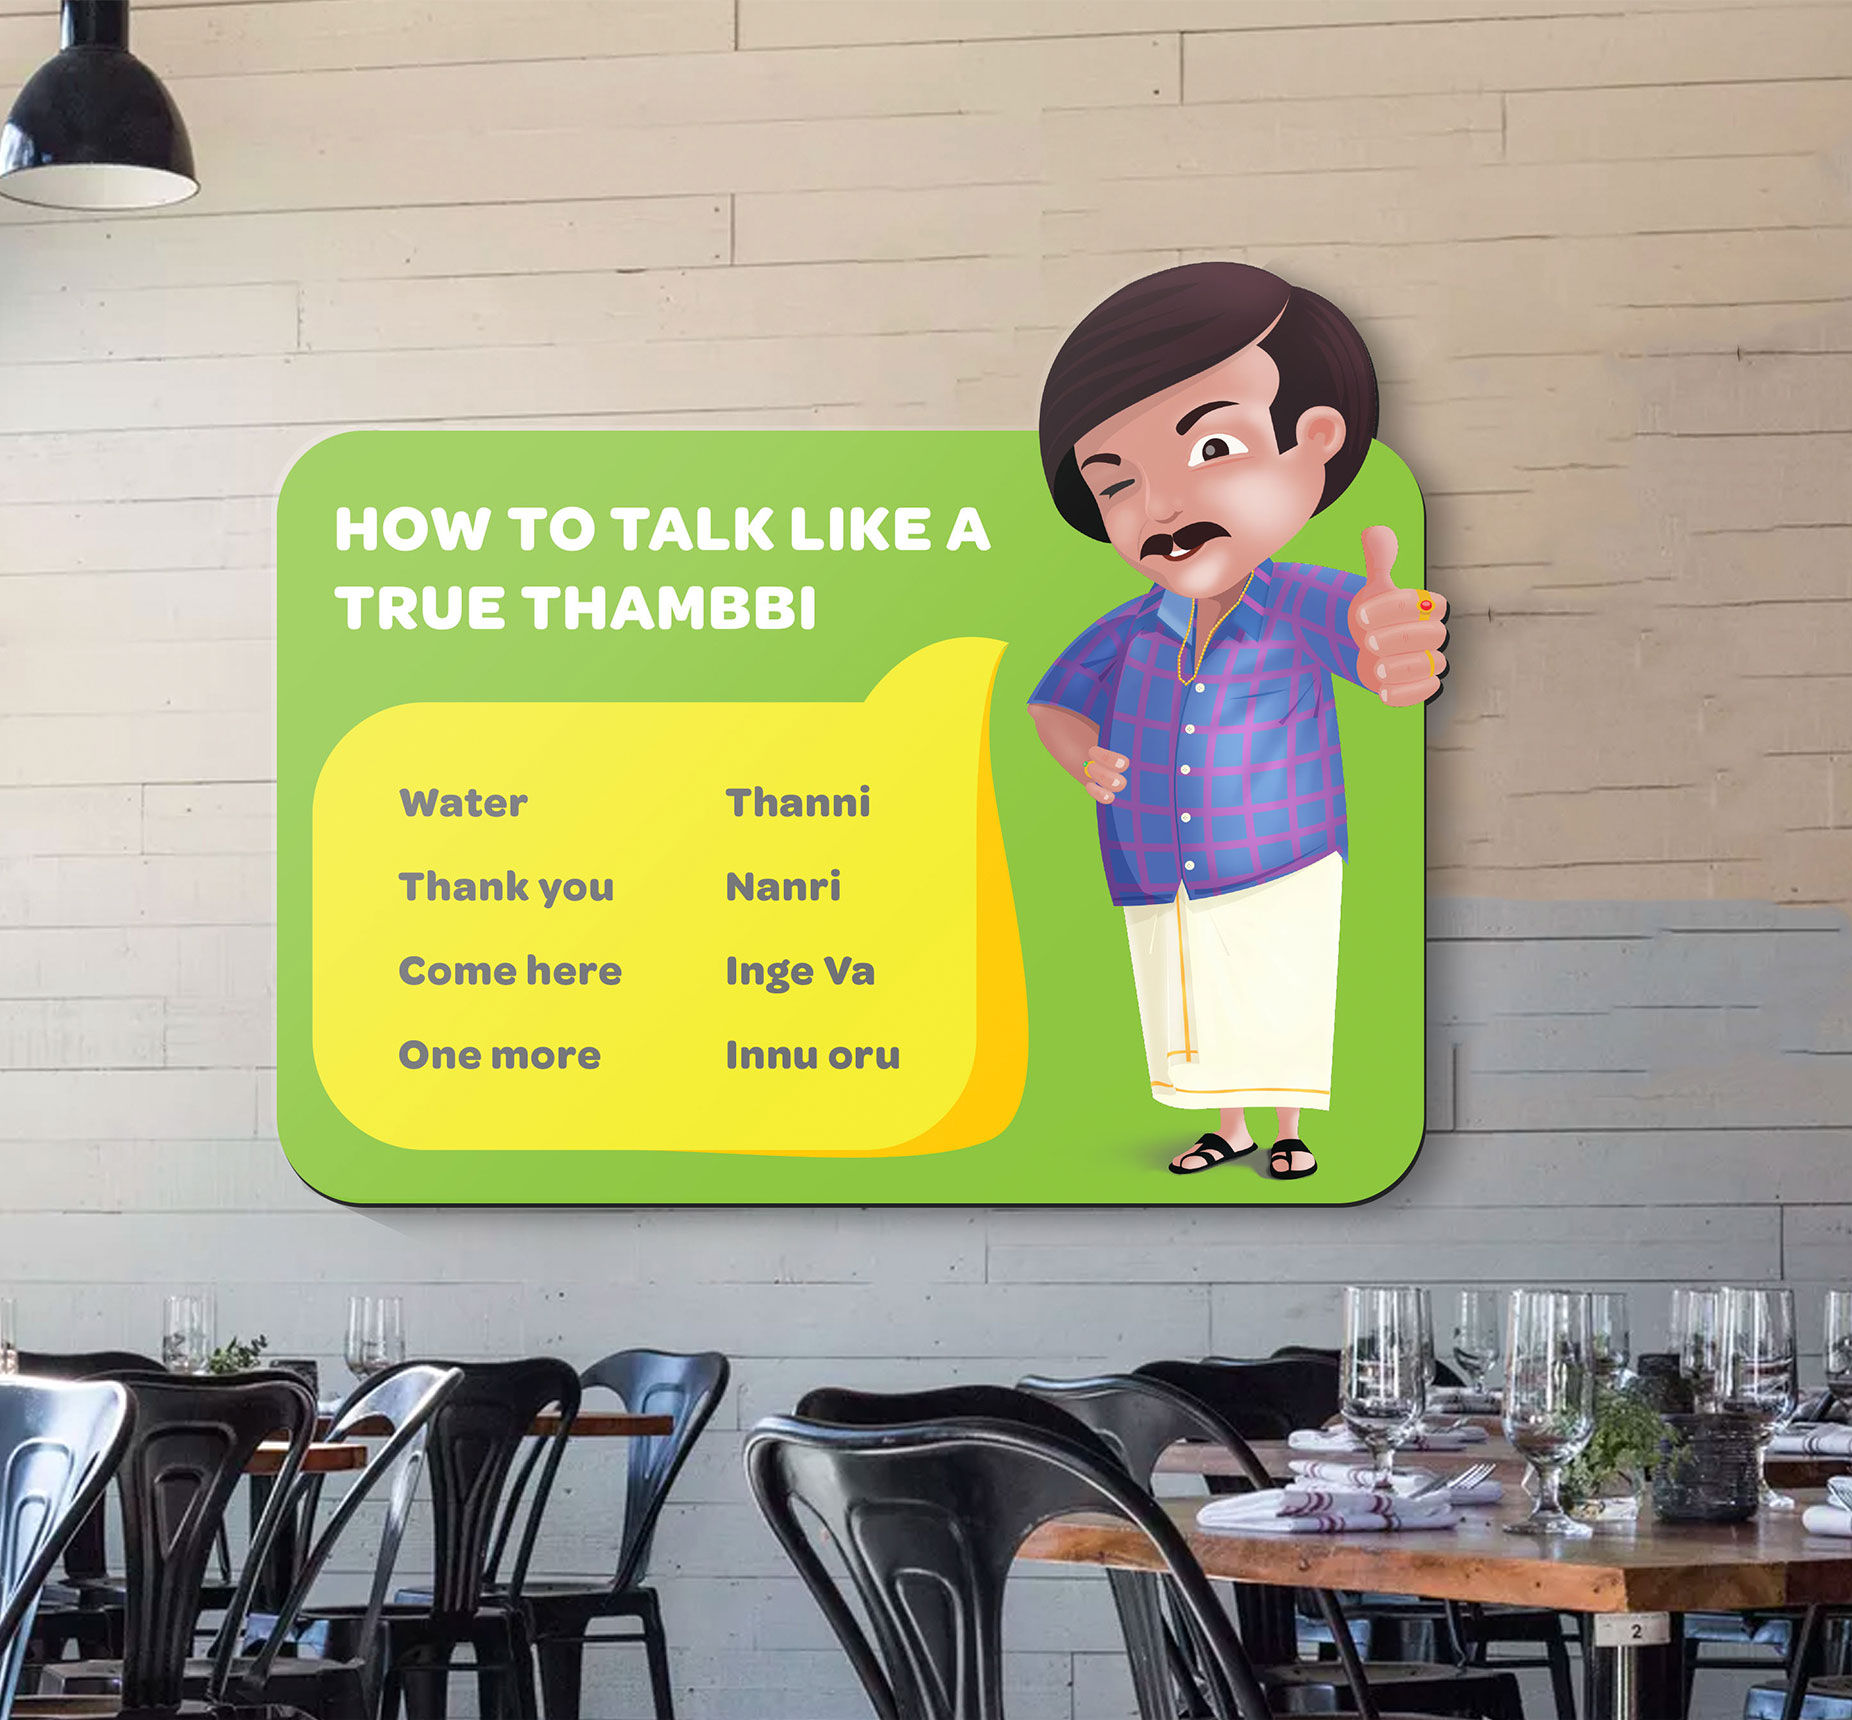 HOW TO TALK LIKE A
TRUE THAMBBI
Water Thanni
Thank you Nanri
Come here Inge Va
One more Innu oru
2